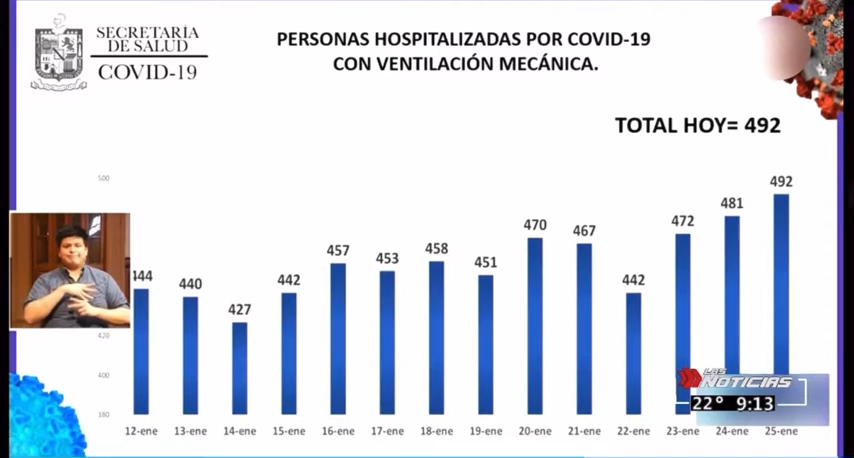 SECRETARÍA
DE SALUD
COVID-19
PERSONAS HOSPITALIZADAS POR COVID-19
CON VENTILACIÓN MECÁNICA.
TOTAL HOY= 492
500
420
400
444
440
427
442
457
453
458
451
470
467
442
472
481
492
12-ene
13-ene
14-ene
15-ene
16-ene
17-ene
18-ene
19-ene
20-ene
21-ene
22-ene
23-ene
24-ene
25-ene
LAS
NOTICIAS
22° 9:13